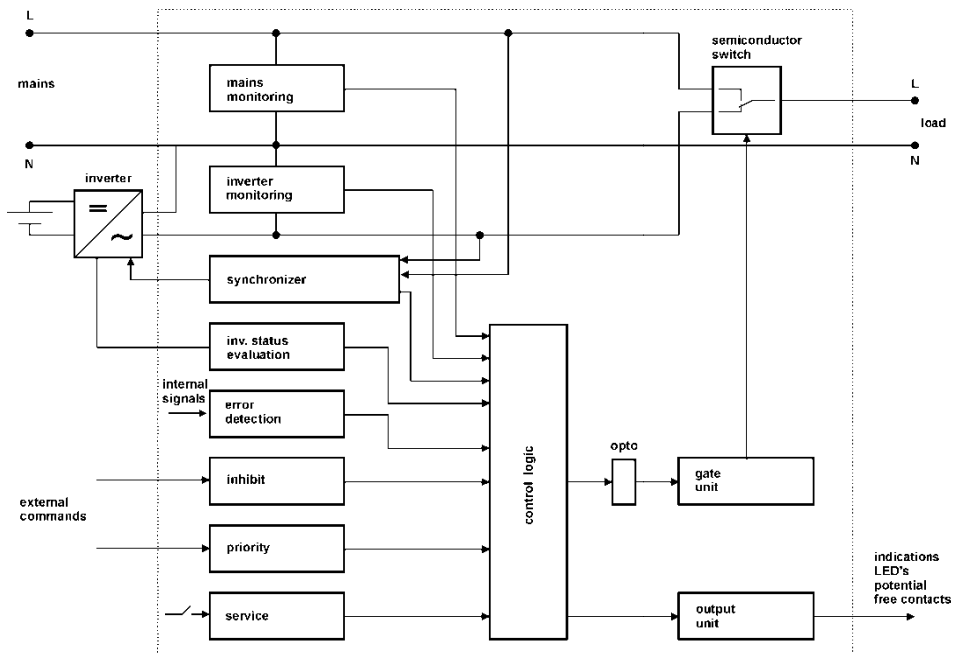 L
mains
N
mains
monitoring
semiconductor
switch
L
load
N
inverter
=
~
inverter
monitoring
synchronizer
inv. status
evaluation
internal
signals
error
detection
external
commands
inhibit
priority
service
control logic
opto
gate
unit
output
unit
indications
LED's
potential
free contacts